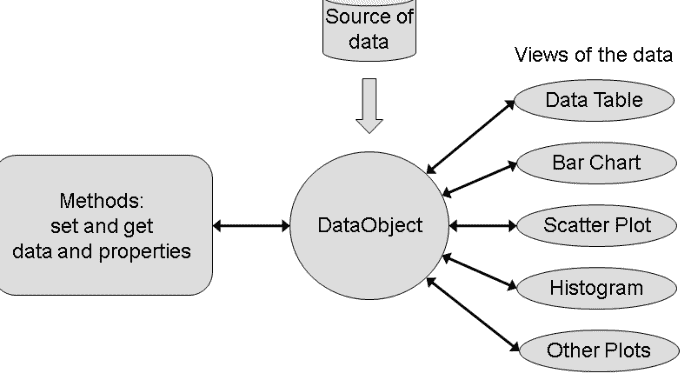 Source of
data
Views of the data
Data Table
Bar Chart
Methods:
set and get
data and properties
DataObject
Scatter Plot
Histogram
Other Plots